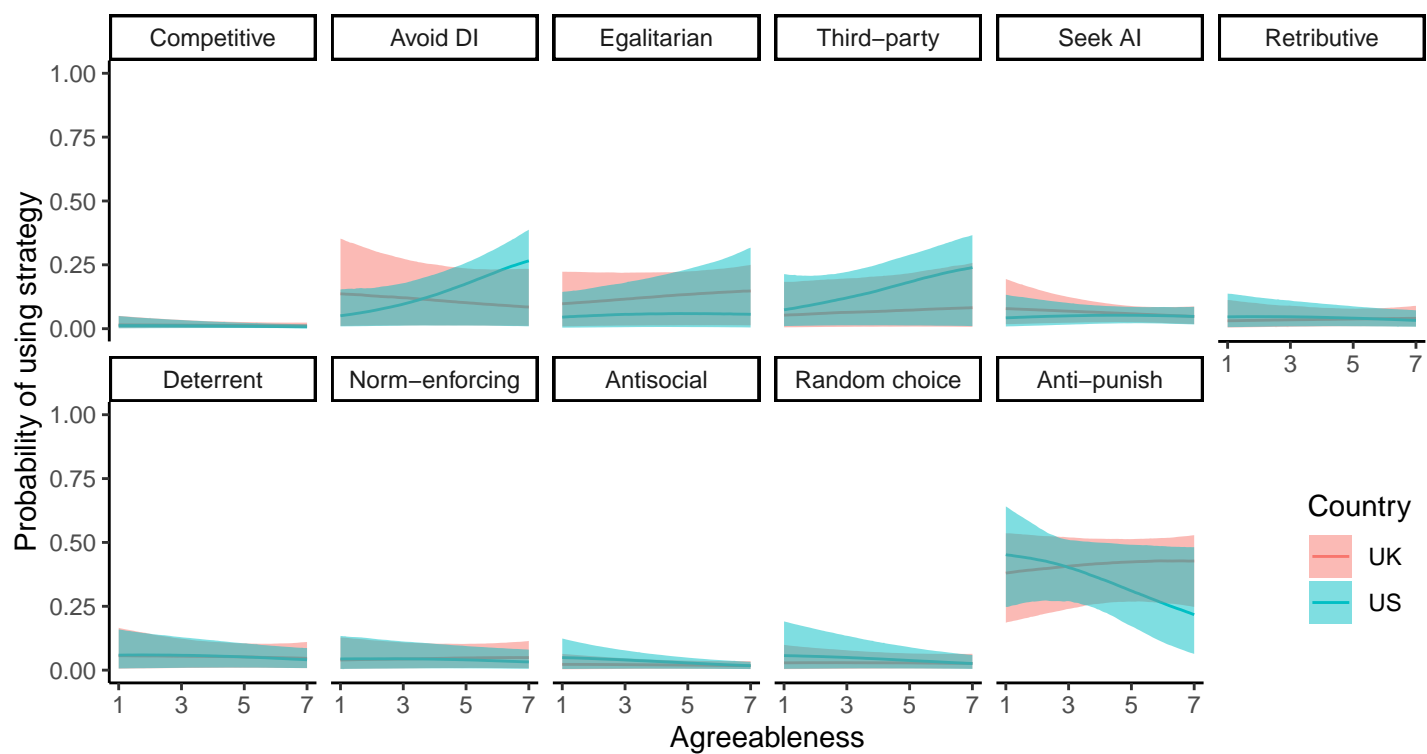 Competitive Avoid DI Egalitarian Third−party Seek AI Retributive
1.00
0.75
0.50
0.25
0.00
1 3 5 7
Deterrent Norm−enforcing Antisocial Random choice Anti−punish
1.00
0.75
0.50
0.25
0.00
1 3 5 7 1 3 5 7 1 3 5 7 1 3 5 7 1 3 5 7
Agreeableness
Probability of using strategy
Country
UK
US